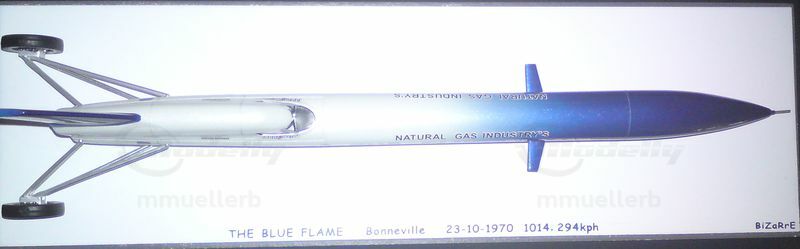 NATURAL GAS INDUSTRY'S
NATURAL GAS INDUSTRY'S
Modelly
mmuellerb
mmuellerb
THE BLUE FLAME Bonneville 23-10-1970 1014.294kph
BiZaRrE